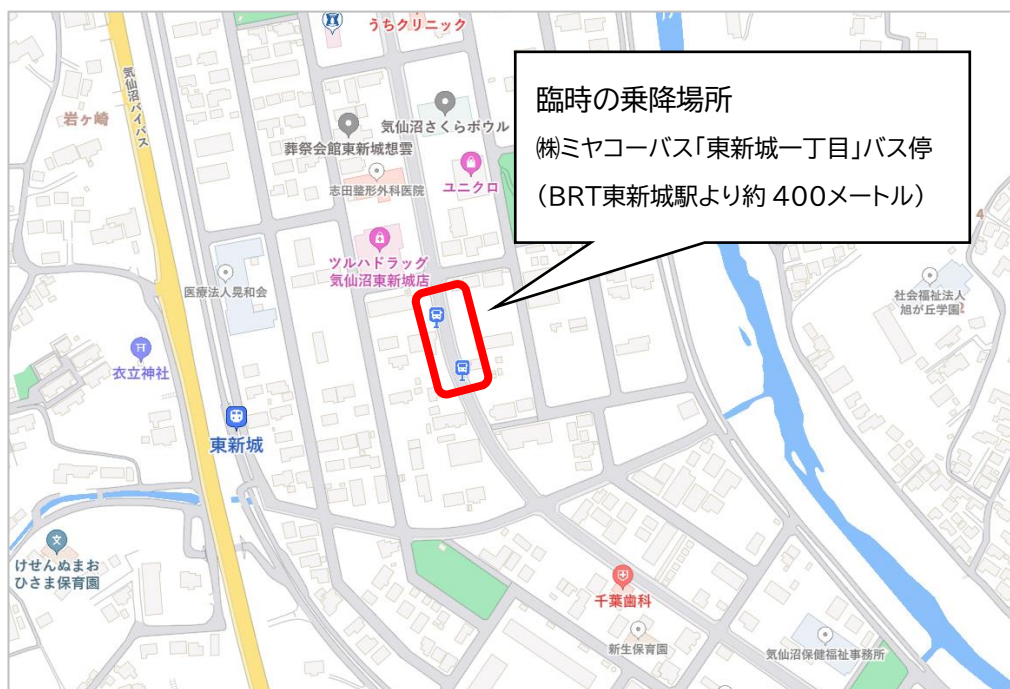 うちクリニック
気仙沼バイパス
岩ヶ崎
気仙沼さくらボウル
葬祭会館東新城想雲
志田整形外科医院
ユニクロ
臨時の乗降場所
㈱ミヤコーバス「東新城一丁目」バス停
（BRT東新城駅より約400メートル）
4
ツルハドラッグ
気仙沼東新城店
医療法人晃和会
社会福祉法人
旭が丘学園
衣立神社
東新城
けせんぬまお
ひさま保育園
文
千葉歯科
新生保育園
気仙沼保健福祉事務所